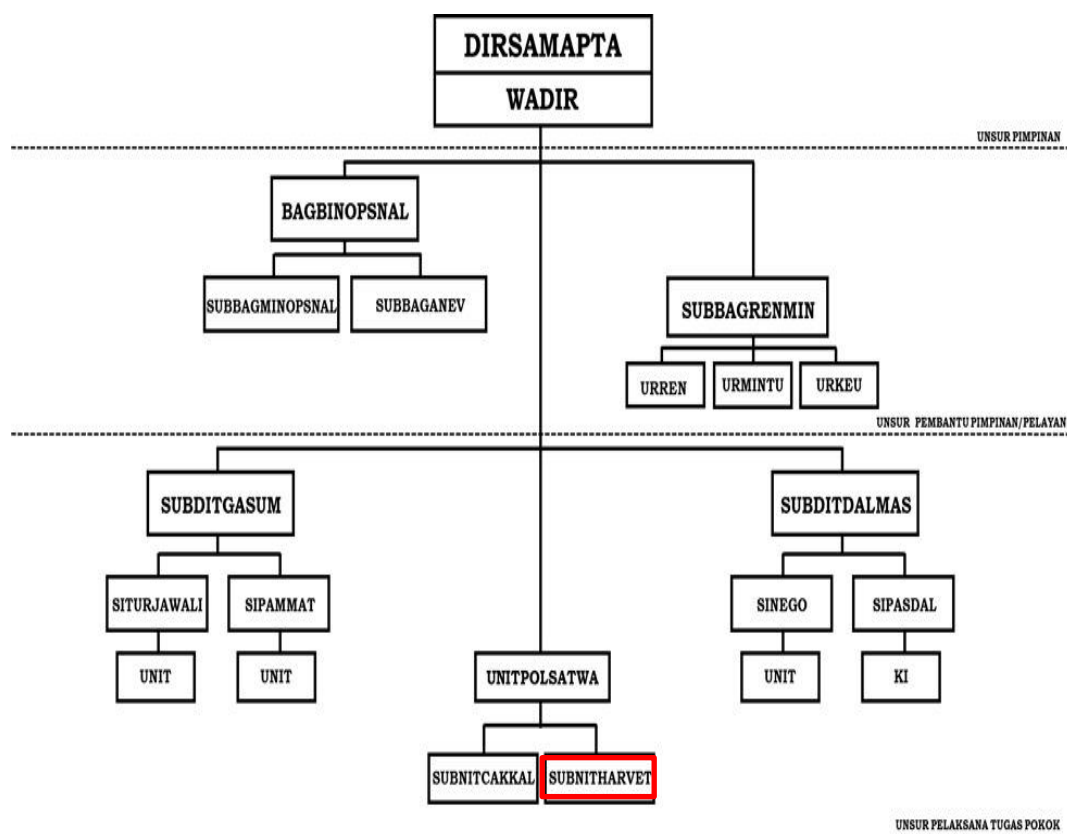 DIRSAMAPTA
WADIR
UNSUR PIMPINAN
BAGBINOPSNAL
SUBBAGMINOPSNAL
SUBBAGANEV
SUBBAGRENMIN
URREN
URMINTU
URKEU
UNSUR PEMBANTU PIMPINAN/PELAYAN
SUBDITGASUM
SUBDITDALMAS
SITURJAWALI
SIPAMMAT
SINEGO
SIPASDAL
UNIT
UNIT
UNITPOLSATWA
UNIT
KI
SUBNITCAKKAL
SUBNITHARVET
UNSUR PELAKSANA TUGAS POKOK